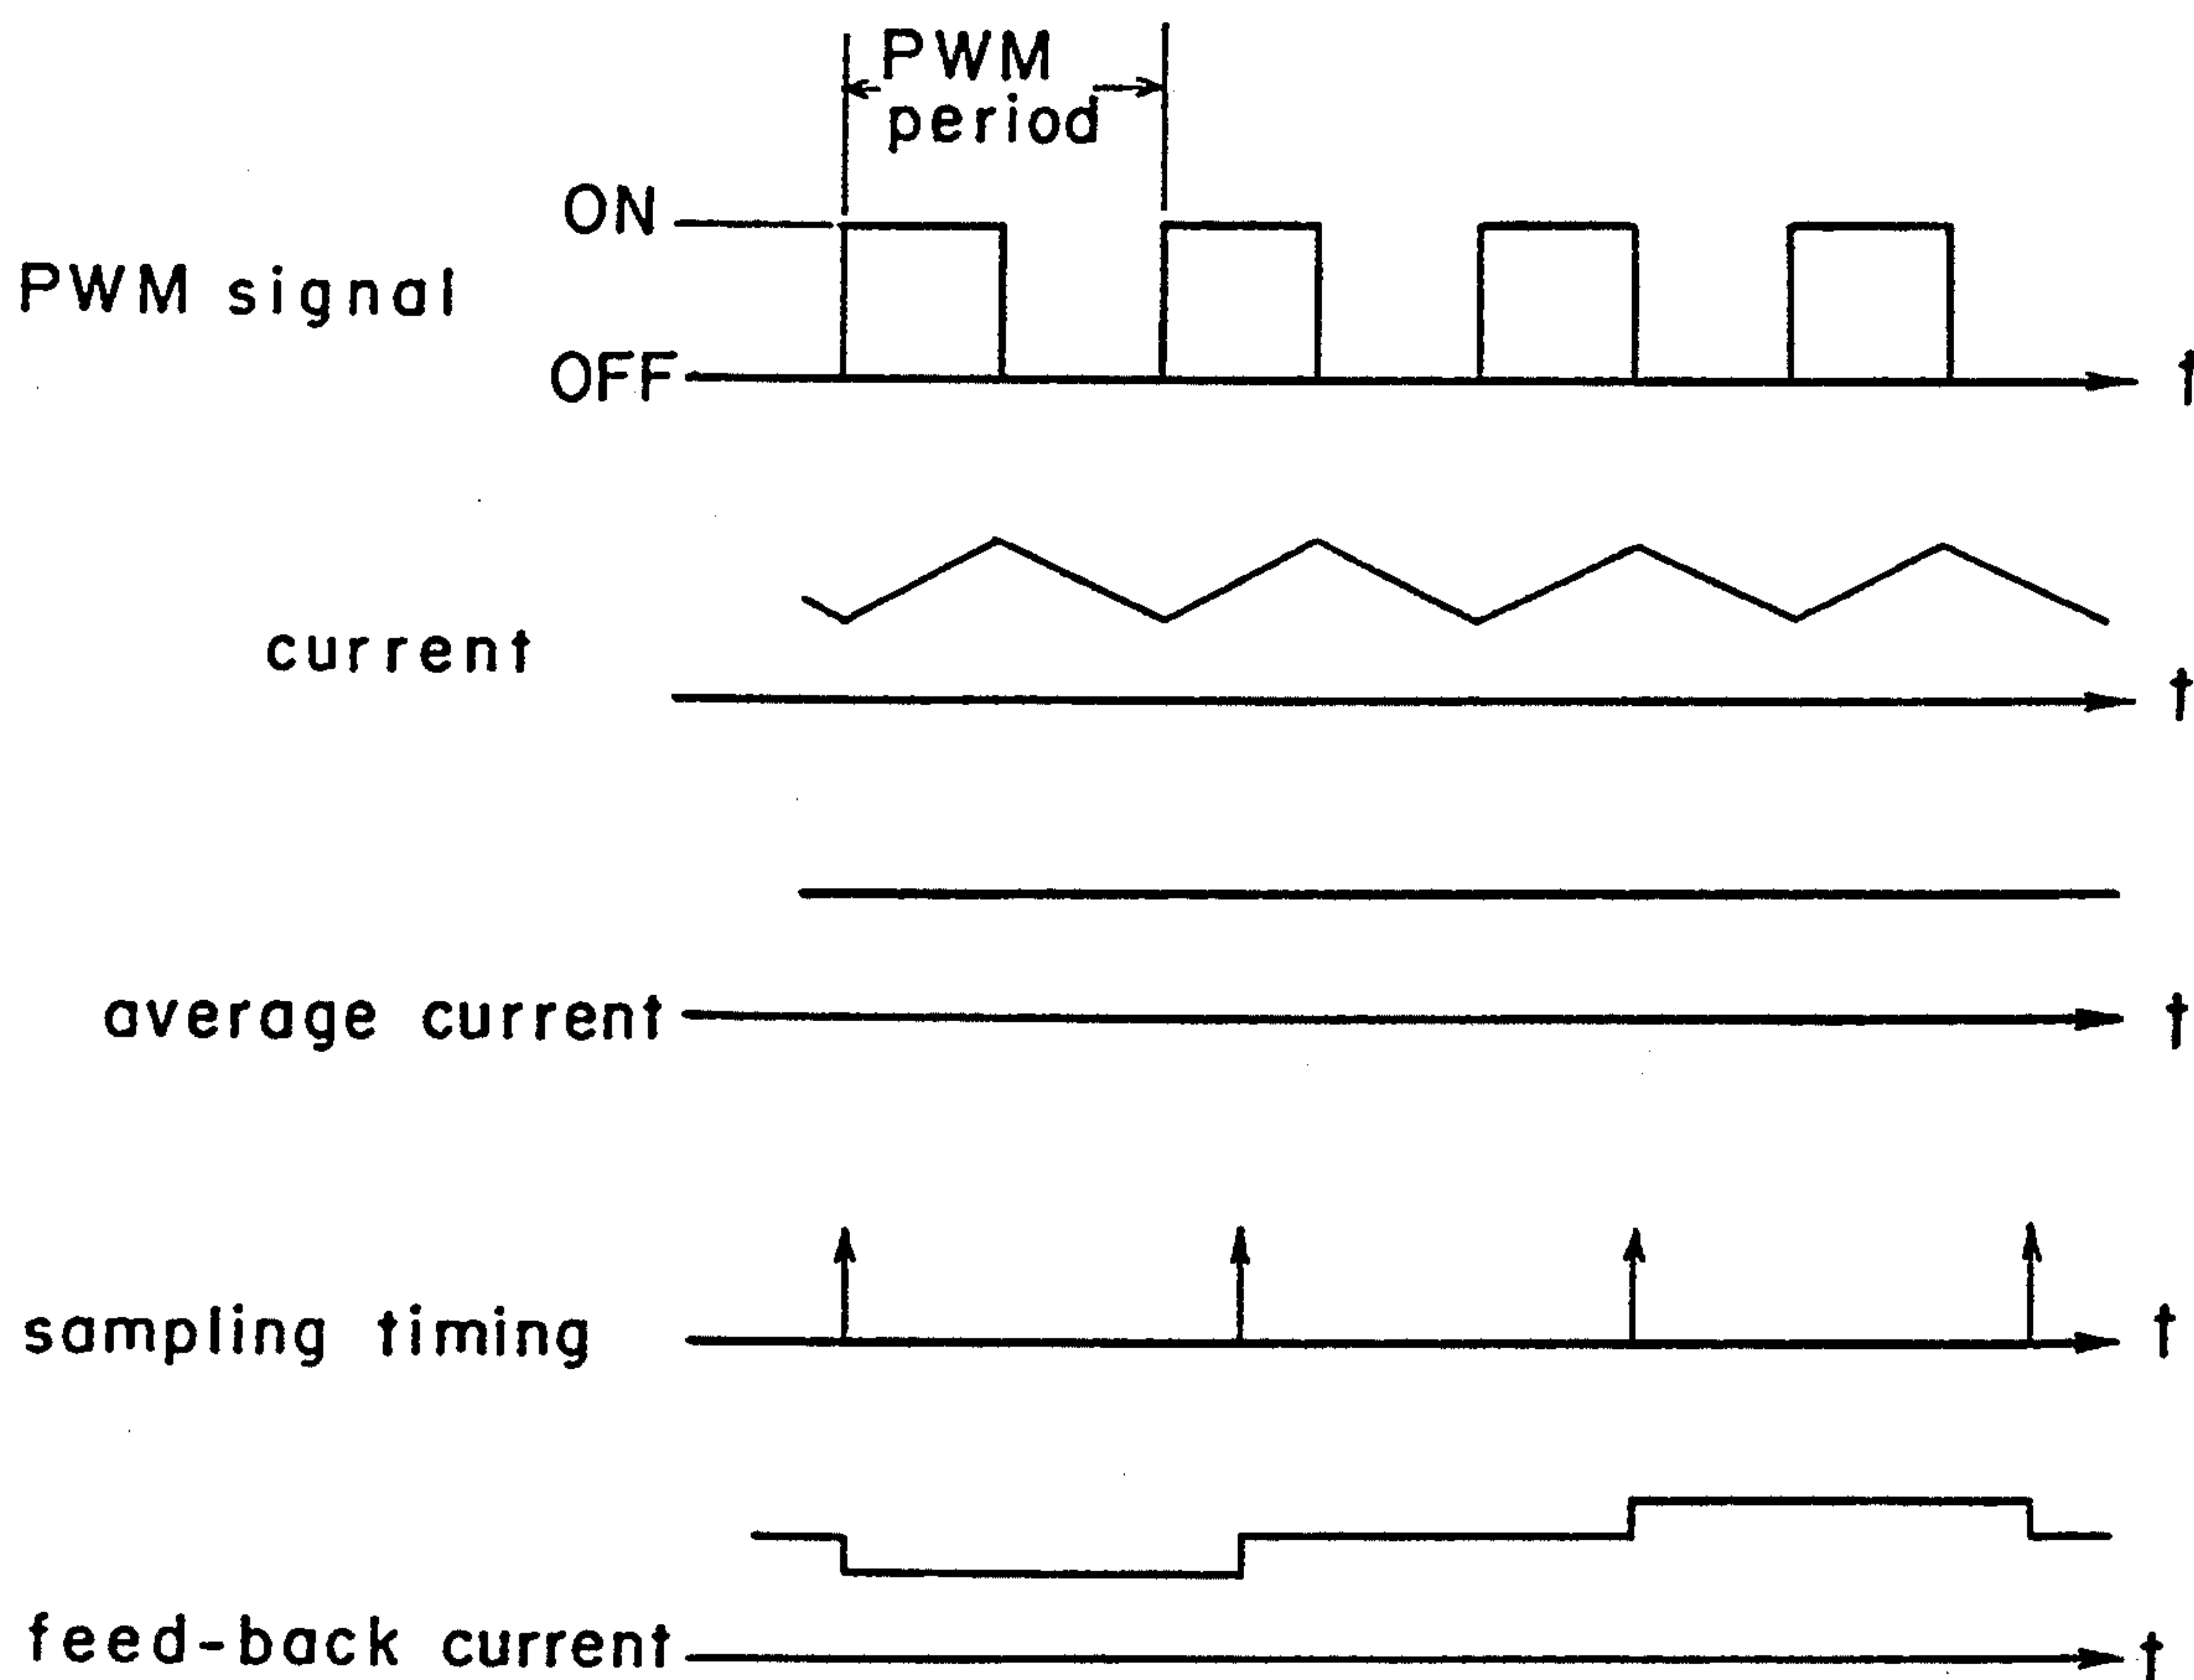 PWM
period
ON
PWM signal
OFF
t
current
t
average current
t
sampling timing
t
feed-back current
t